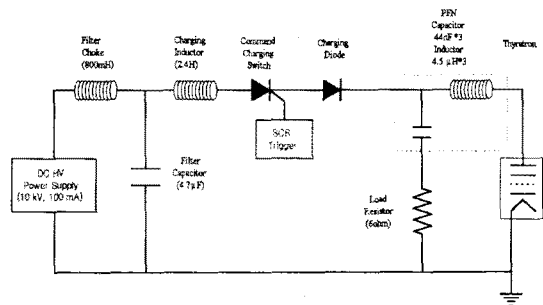 PFN
Capacitor
44nF *3
Inductor
4.5 μH*3
Thyratron
Filter
Choke
(800mH)
Charging
Inductor
(2.4H)
Command
Charging
Switch
Charging
Diode
SCR
Trigger
DC HV
Power Supply
(10 kV, 100 mA)
Filter
Capacitor
(4.7μF)
Load
Resistor
(6ohm)